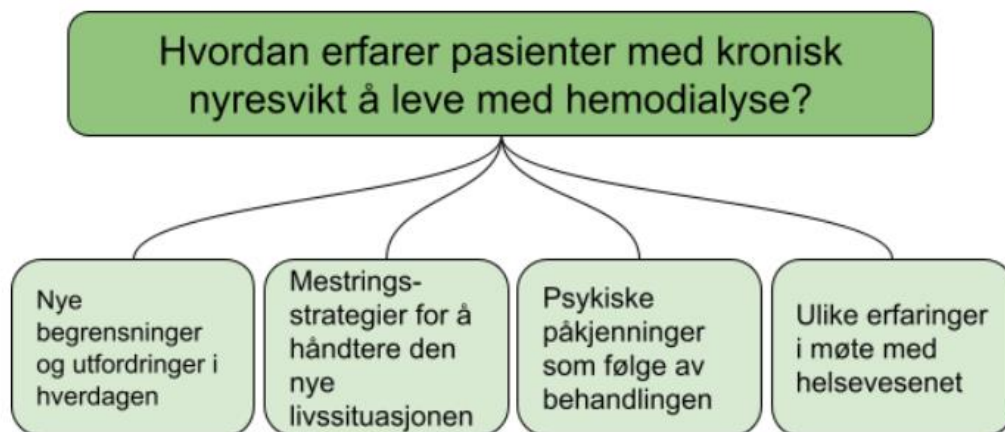 Hvordan erfarer pasienter med kronisk
nyresvikt å leve med hemodialyse?
Nye
begrensninger
og utfordringer i
hverdagen
Mestrings-
strategier for å
håndtere den
nye
livssituasjonen
Psykiske
påkjenninger
som følge av
behandlingen
Ulike erfaringer
i møte med
helsevesenet